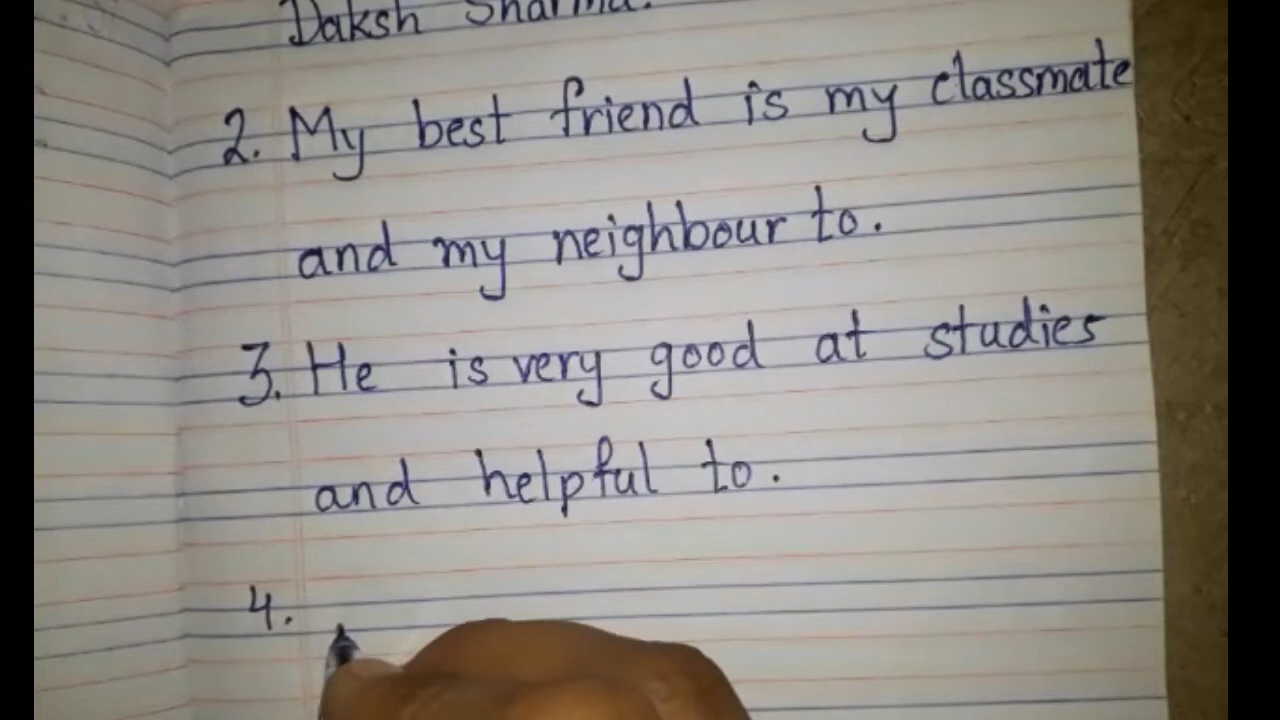 Daksh Sharma.
2. My best friend is my classmate
and my neighbour to.
3. He is very good at studies
and helpful to.
4.